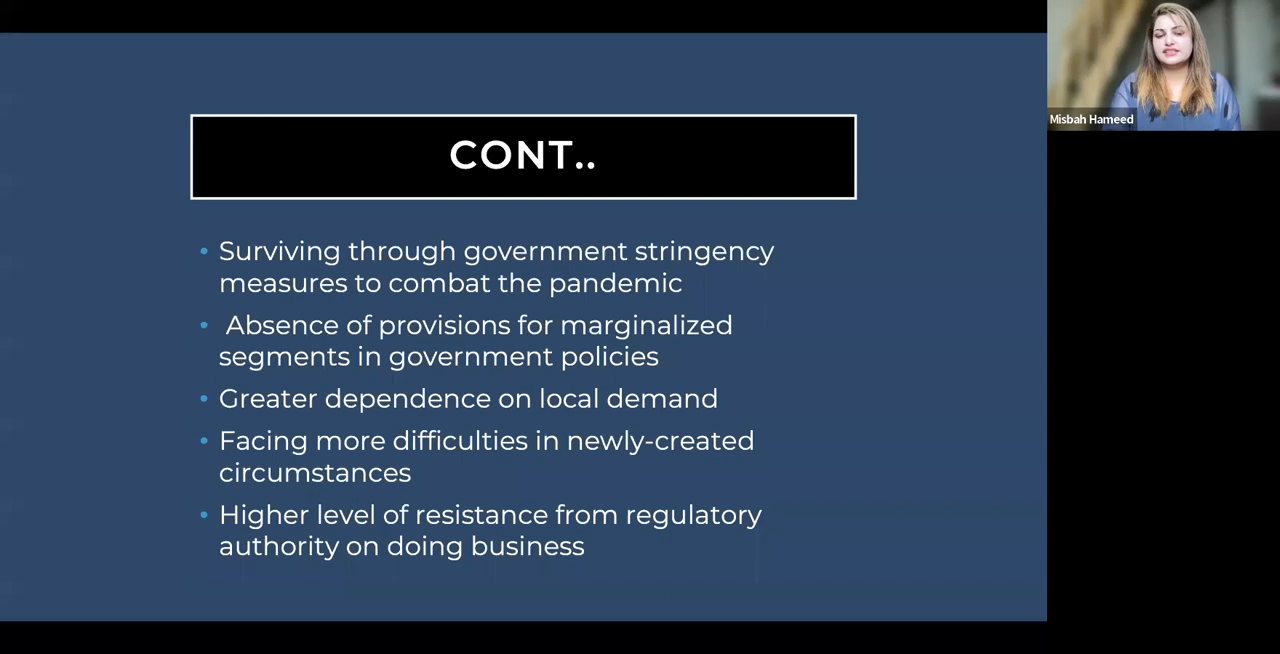 CONT..
• Surviving through government stringency
measures to combat the pandemic
• Absence of provisions for marginalized
segments in government policies
• Greater dependence on local demand
• Facing more difficulties in newly-created
circumstances
• Higher level of resistance from regulatory
authority on doing business
Misbah Hameed